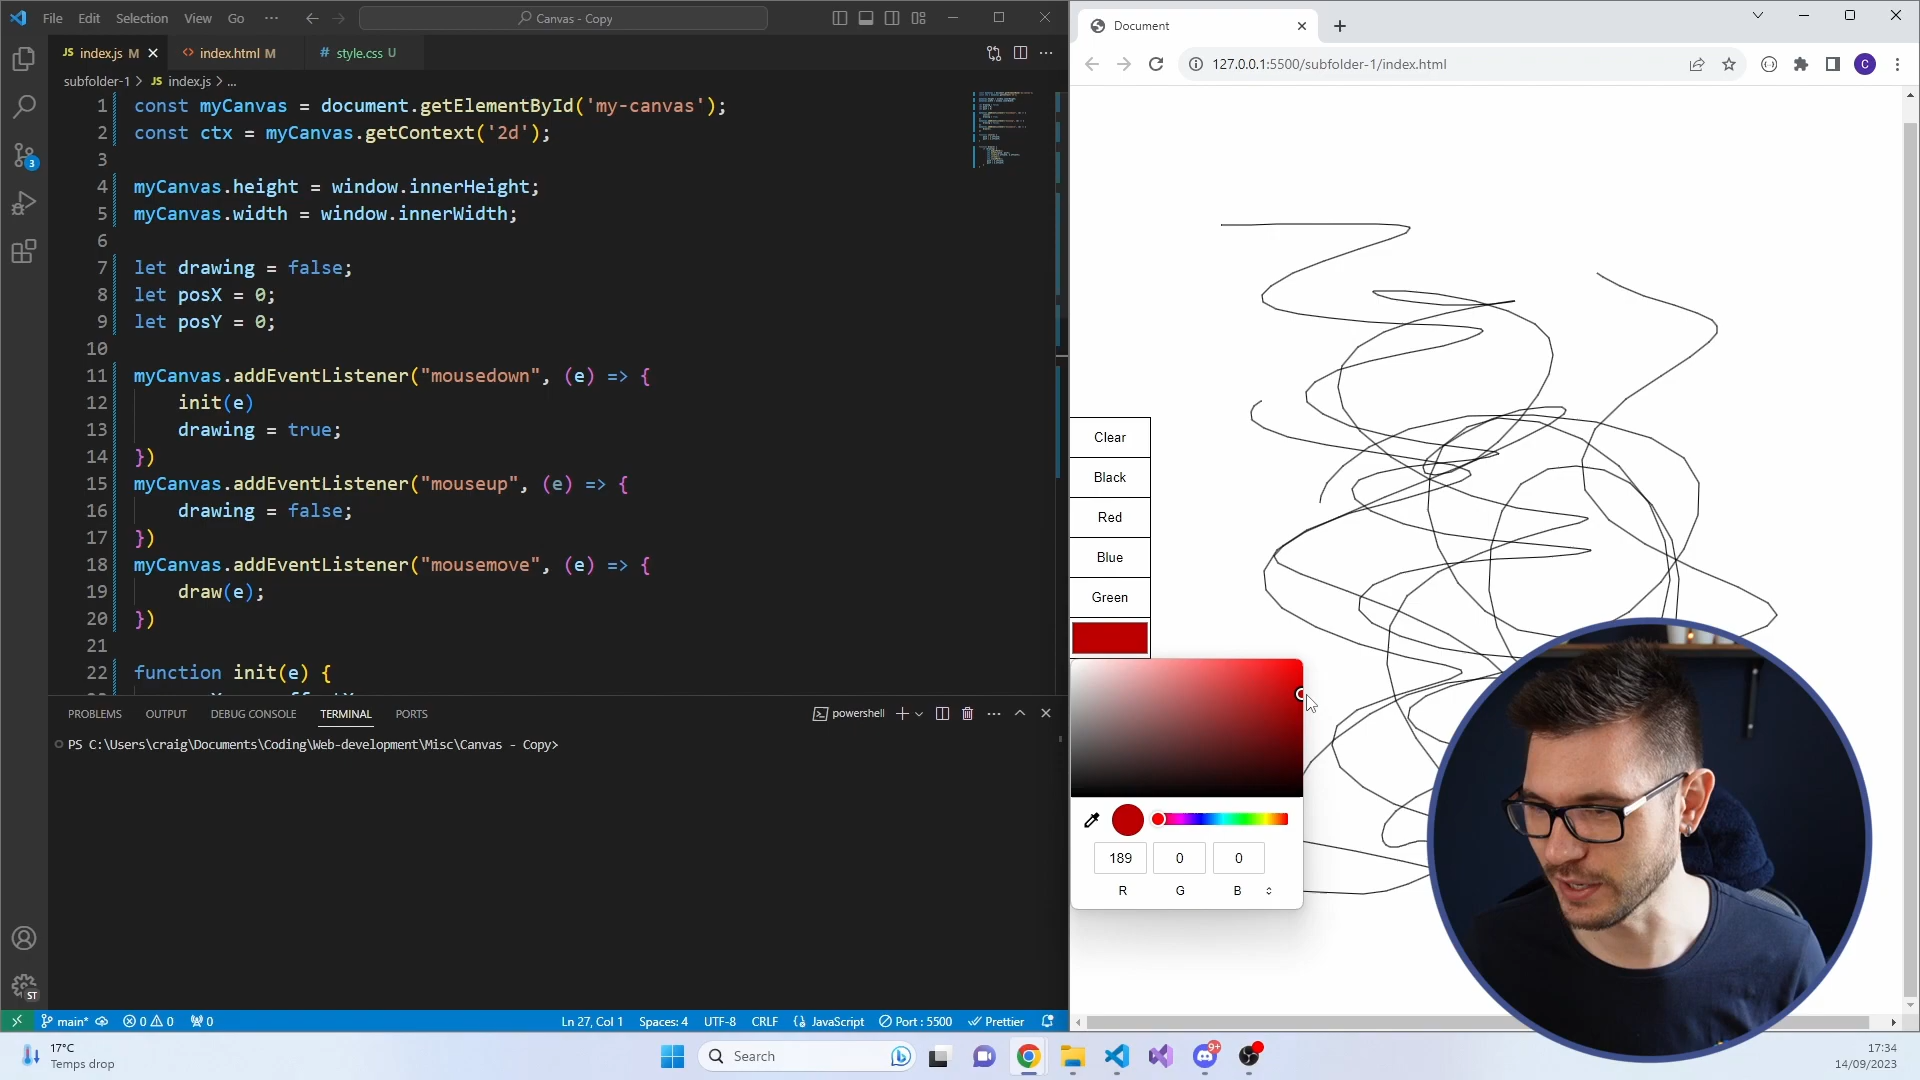 File Edit Selection View Go ··· Canvas - Copy
JS index.js M
<> index.html M
# style.css U
subfolder-1 > JS index.js > ...
1 const myCanvas = document.getElementById('my-canvas');
2 const ctx = myCanvas.getContext('2d');
3
4 myCanvas.height = window.innerHeight;
5 myCanvas.width = window.innerWidth;
6
7 let drawing = false;
8 let posX = 0;
9 let posY = 0;
10
11 myCanvas.addEventListener("mousedown", (e) => {
12 init(e)
13 drawing = true;
14 })
15 myCanvas.addEventListener("mouseup", (e) => {
16 drawing = false;
17 })
18 myCanvas.addEventListener("mousemove", (e) => {
19 draw(e);
20 })
21
22 function init(e) {
3
PROBLEMS OUTPUT DEBUG CONSOLE TERMINAL PORTS
powershell
PS C:\Users\craig\Documents\Coding\Web-development\Misc\Canvas - Copy>
ST
main* 0 0 0
Ln 27, Col 1 Spaces: 4 UTF-8 CRLF {} JavaScript Port : 5500 Prettier
Document
127.0.0.1:5500/subfolder-1/index.html
C
Clear
Black
Red
Blue
Green
189 0 0
R G B
17°C
Temps drop
Search
9+
17:34
14/09/2023